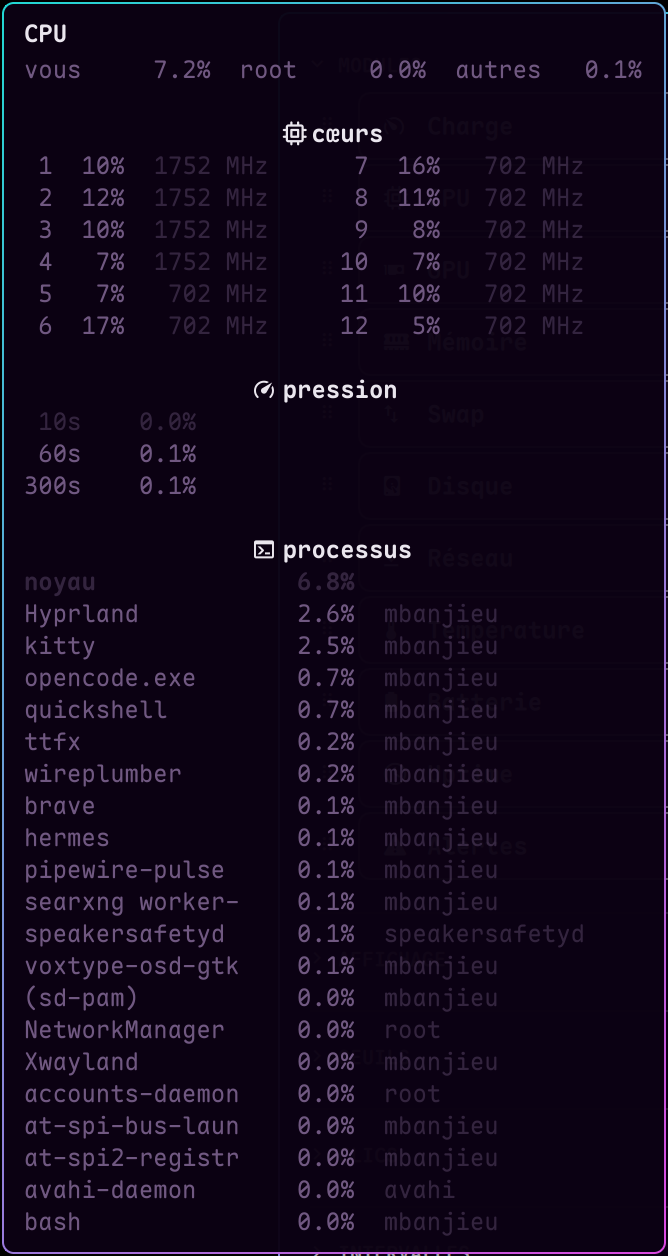 CPU
vous 7.2% root 0.0% autres 0.1%
cœurs
1 10% 1752 MHz 7 16% 702 MHz
2 12% 1752 MHz 8 11% 702 MHz
3 10% 1752 MHz 9 8% 702 MHz
4 7% 1752 MHz 10 7% 702 MHz
5 7% 702 MHz 11 10% 702 MHz
6 17% 702 MHz 12 5% 702 MHz
pression
10s 0.0%
60s 0.1%
300s 0.1%
processus
noyau 6.8%
Hyprland 2.6% mbanjieu
kitty 2.5% mbanjieu
opencode.exe 0.7% mbanjieu
quickshell 0.7% mbanjieu
ttfx 0.2% mbanjieu
wireplumber 0.2% mbanjieu
brave 0.1% mbanjieu
hermes 0.1% mbanjieu
pipewire-pulse 0.1% mbanjieu
searxng worker- 0.1% mbanjieu
speakersafetyd 0.1% speakersafetyd
voxtype-osd-gtk 0.1% mbanjieu
(sd-pam) 0.0% mbanjieu
NetworkManager 0.0% root
Xwayland 0.0% mbanjieu
accounts-daemon 0.0% root
at-spi-bus-laun 0.0% mbanjieu
at-spi2-registr 0.0% mbanjieu
avahi-daemon 0.0% avahi
bash 0.0% mbanjieu
Charge
CPU
GPU
Mémoire
Swap
Disque
Réseau
Température